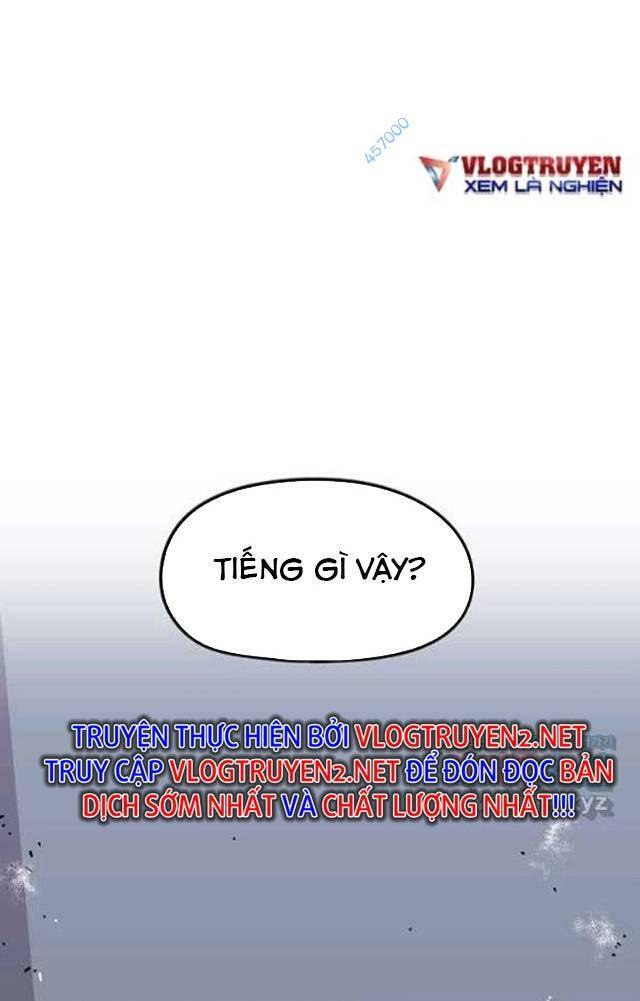 457000
VLOGTRUYEN
XEM LÀ NGHIỆN
TIẾNG GÌ VẬY?
TRUYỆN THỰC HIỆN BỞI VLOGTRUYEN2.NET
TRUY CẬP VLOGTRUYEN2.NET ĐỂ ĐÓN ĐỌC BẢN
DỊCH SỚM NHẤT VÀ CHẤT LƯỢNG NHẤT!!!
yz